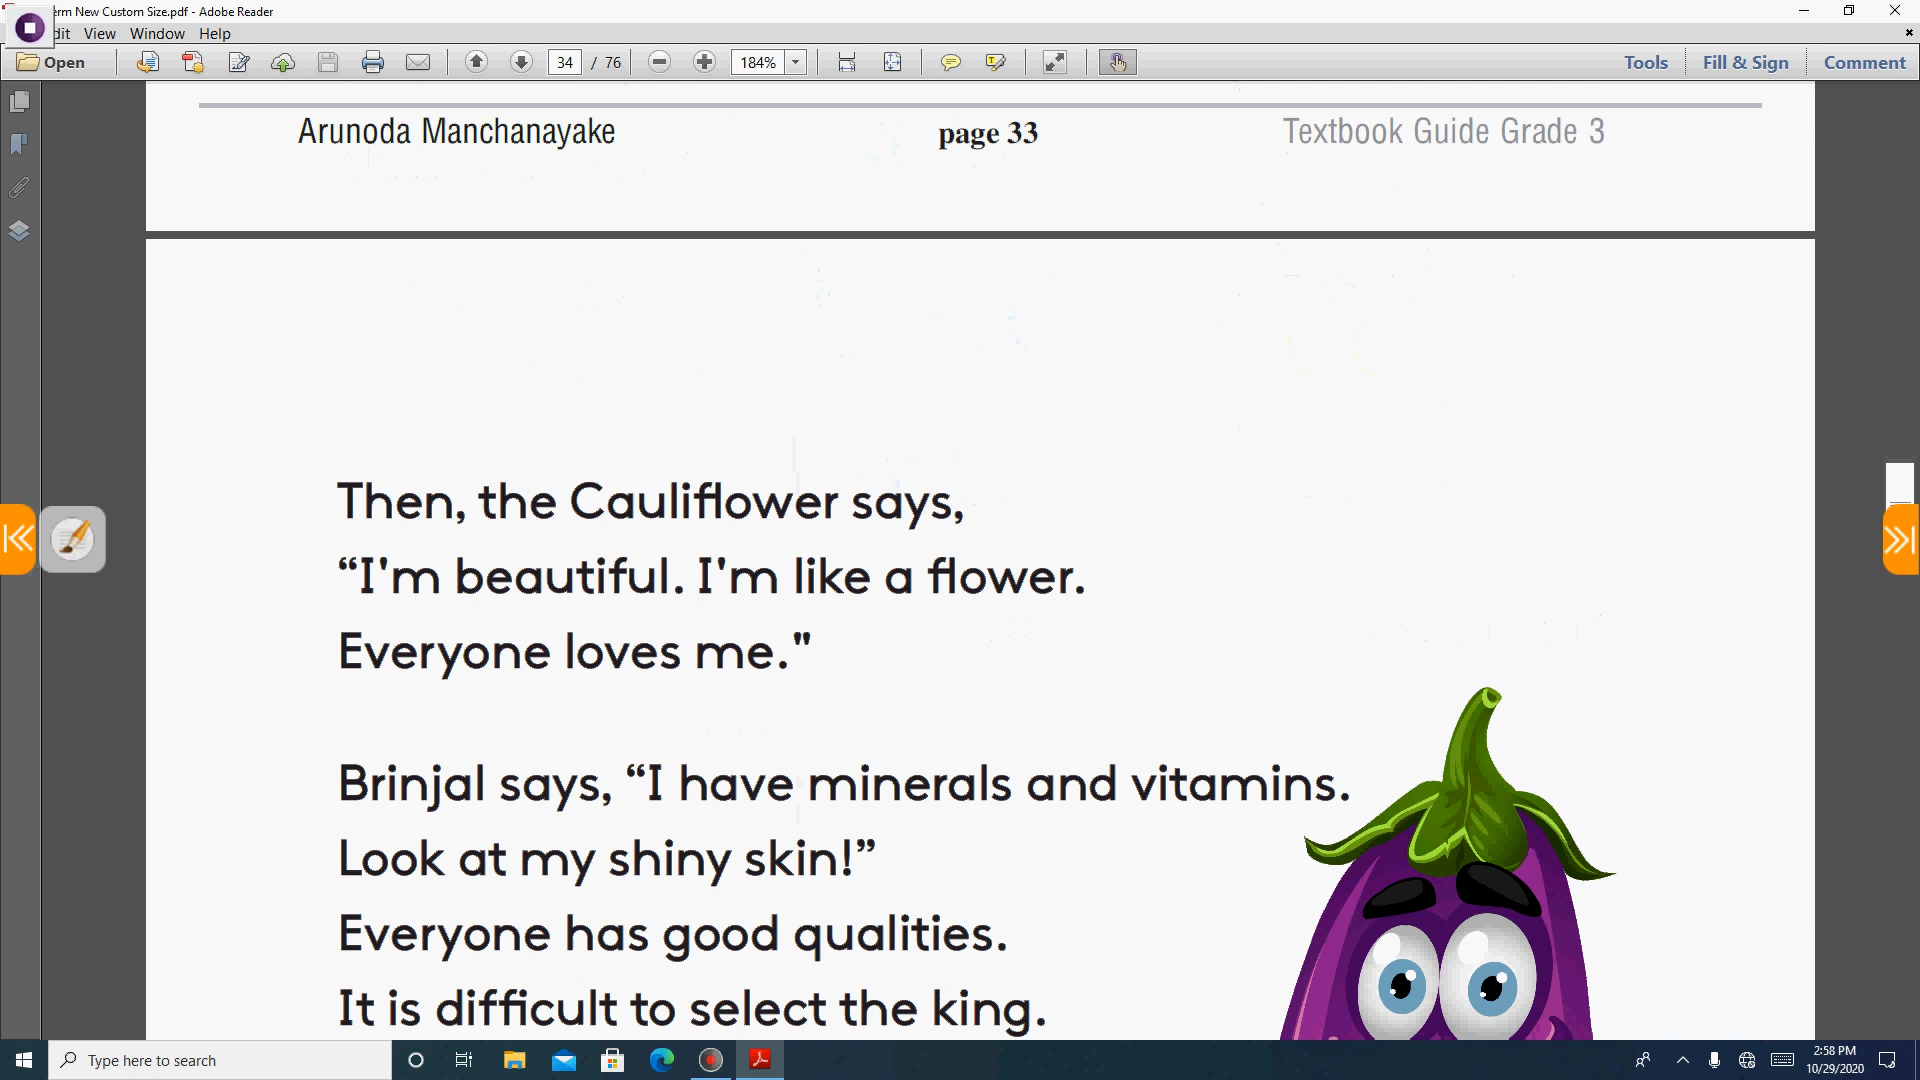 erm New Custom Size.pdf - Adobe Reader
dit View Window Help
Open 34 / 76 184% Tools Fill & Sign Comment
Arunoda Manchanayake page 33 Textbook Guide Grade 3
Then, the Cauliflower says,
“I'm beautiful. I'm like a flower.
Everyone loves me."
Brinjal says, “I have minerals and vitamins.
Look at my shiny skin!”
Everyone has good qualities.
It is difficult to select the king.
Type here to search
2:58 PM
10/29/2020